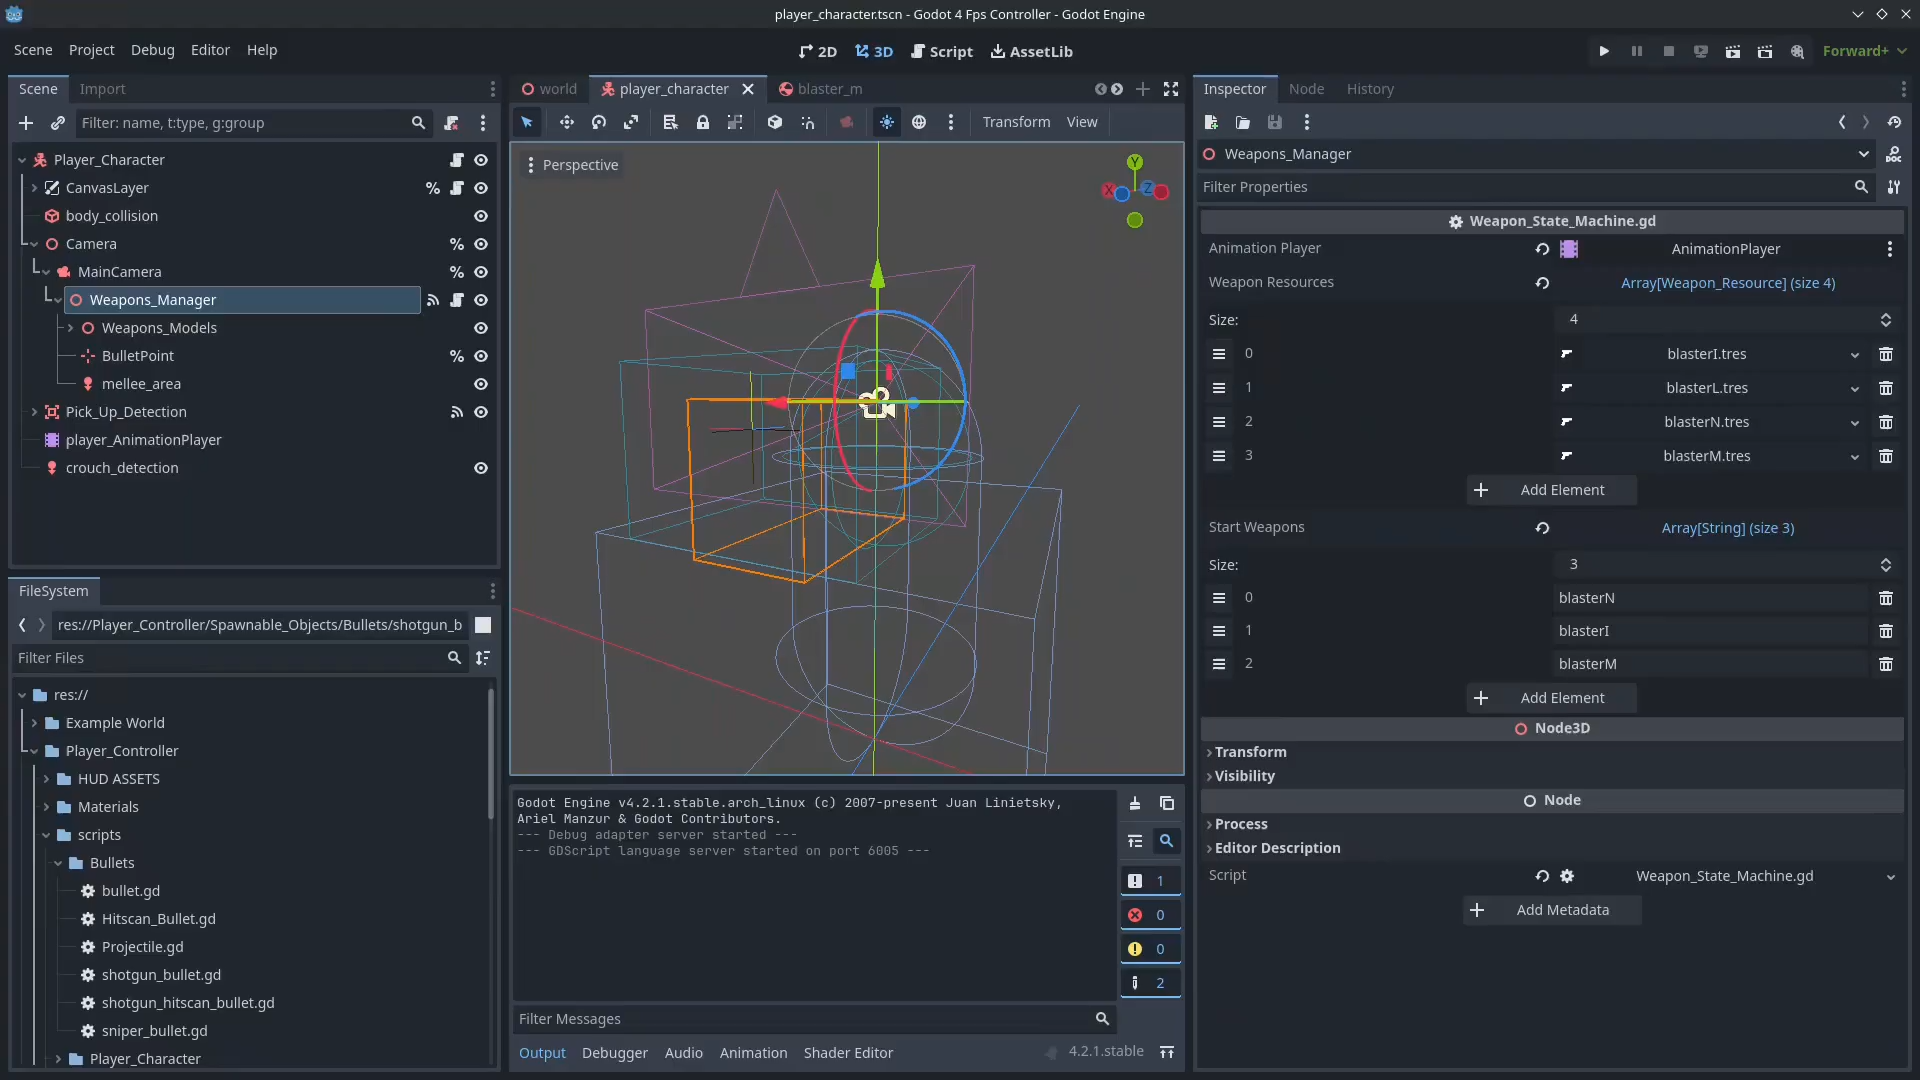 player_character.tscn - Godot 4 Fps Controller - Godot Engine
Scene Project Debug Editor Help
2D 3D Script AssetLib
Forward+
Scene Import
Filter: name, t:type, g:group
Player_Character
CanvasLayer
body_collision
Camera
MainCamera
Weapons_Manager
Weapons_Models
BulletPoint
mellee_area
Pick_Up_Detection
player_AnimationPlayer
crouch_detection
FileSystem
res://Player_Controller/Spawnable_Objects/Bullets/shotgun_b
Filter Files
res://
Example World
Player_Controller
HUD ASSETS
Materials
scripts
Bullets
bullet.gd
Hitscan_Bullet.gd
Projectile.gd
shotgun_bullet.gd
shotgun_hitscan_bullet.gd
sniper_bullet.gd
Player_Character
world player_character blaster_m
Transform View
Perspective
Y
X Z
Godot Engine v4.2.1.stable.arch_linux (c) 2007-present Juan Linietsky,
Ariel Manzur & Godot Contributors.
--- Debug adapter server started ---
--- GDScript language server started on port 6005 ---
1
0
0
2
Filter Messages
Output Debugger Audio Animation Shader Editor 4.2.1.stable
Inspector Node History
Weapons_Manager
DOC
Filter Properties
Weapon_State_Machine.gd
Animation Player AnimationPlayer
Weapon Resources Array[Weapon_Resource] (size 4)
Size: 4
0 blasterI.tres
1 blasterL.tres
2 blasterN.tres
3 blasterM.tres
Add Element
Start Weapons Array[String] (size 3)
Size: 3
0 blasterN
1 blasterI
2 blasterM
Add Element
Node3D
Transform
Visibility
Node
Process
Editor Description
Script Weapon_State_Machine.gd
Add Metadata